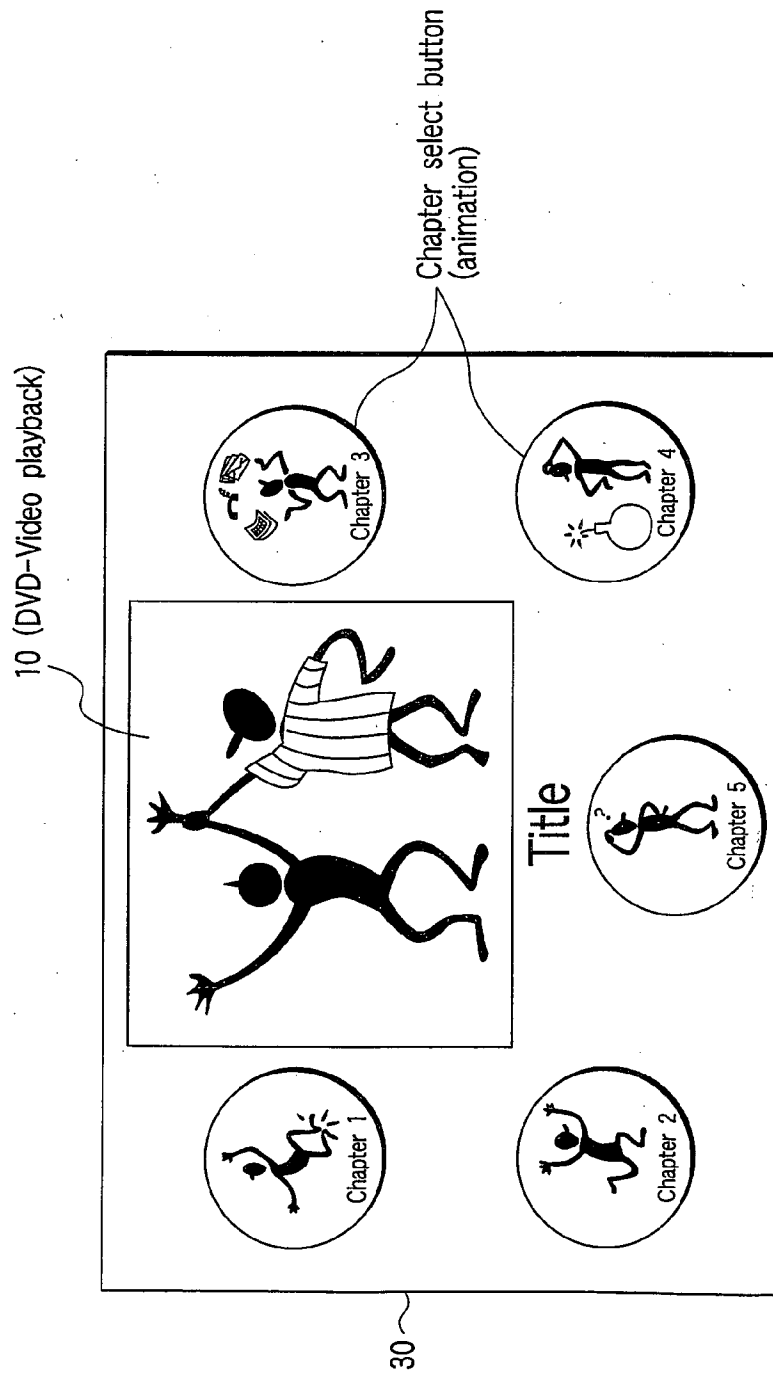 10 (DVD-Video playback)
30
Chapter select button
(animation)
Chapter 1
Chapter 3
Title
Chapter 2
Chapter 5
?
Chapter 4